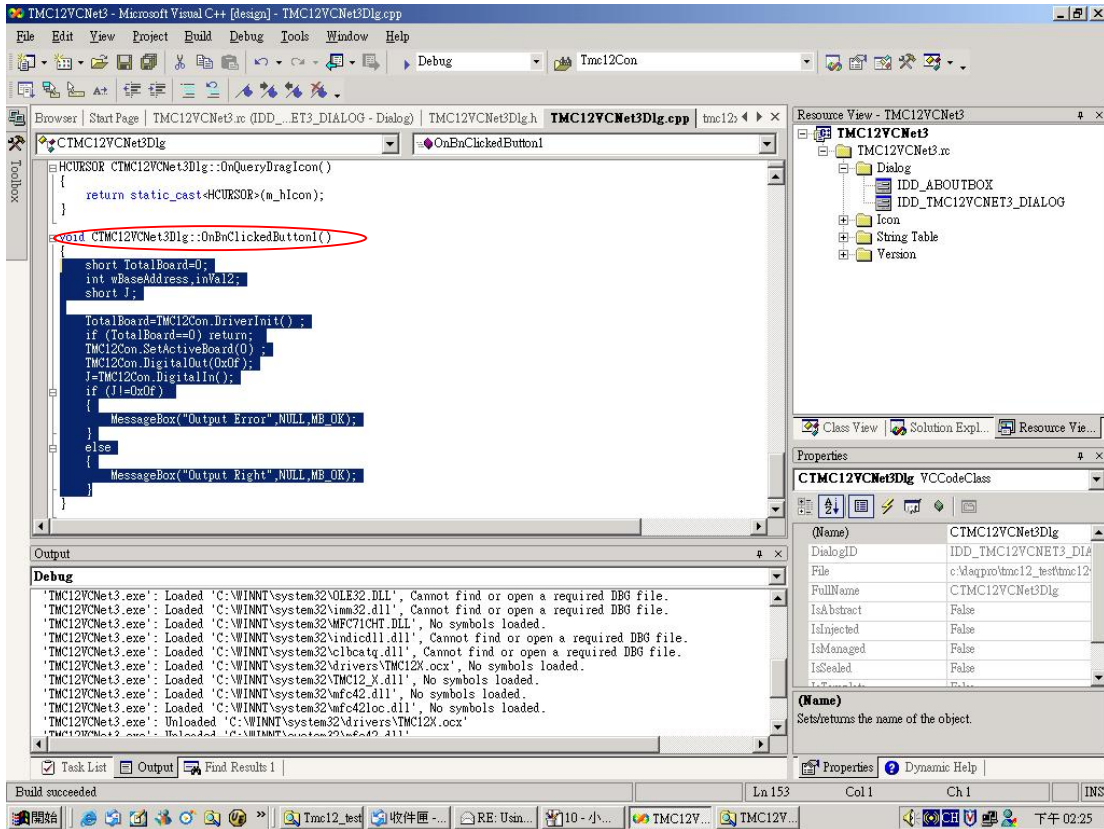 TMC12VCNet3 - Microsoft Visual C++ [design] - TMC12VCNet3Dlg.cpp
File Edit View Project Build Debug Tools Window Help
Debug Tmc12Con
Browser Start Page TMC12VCNet3.rc (IDD_...ET3_DIALOG - Dialog) TMC12VCNet3Dlg.h TMC12VCNet3Dlg.cpp tmc12
Toolbox
CTMC12VCNet3Dlg OnBnClickedButton1
HCURSOR CTMC12VCNet3Dlg::OnQueryDragIcon()
{
return static_cast<HCURSOR>(m_hIcon);
}
void CTMC12VCNet3Dlg::OnBnClickedButton1()
{
short TotalBoard=0;
int wBaseAddress,inVal2;
short J;
TotalBoard=TMC12Con.DriverInit() ;
if (TotalBoard==0) return;
TMC12Con.SetActiveBoard(0) ;
TMC12Con.DigitalOut(0x0f);
J=TMC12Con.DigitalIn();
if (J!=0x0f)
{
MessageBox("Output Error",NULL,MB_OK);
}
else
{
MessageBox("Output Right",NULL,MB_OK);
}
}
Output
Debug
'TMC12VCNet3.exe': Loaded 'C:\WINNT\system32\OLE32.DLL', Cannot find or open a required DBG file.
'TMC12VCNet3.exe': Loaded 'C:\WINNT\system32\imm32.dll', Cannot find or open a required DBG file.
'TMC12VCNet3.exe': Loaded 'C:\WINNT\system32\MFC71CHT.DLL', No symbols loaded.
'TMC12VCNet3.exe': Loaded 'C:\WINNT\system32\indicdll.dll', Cannot find or open a required DBG file.
'TMC12VCNet3.exe': Loaded 'C:\WINNT\system32\clbcatq.dll', Cannot find or open a required DBG file.
'TMC12VCNet3.exe': Loaded 'C:\WINNT\system32\drivers\TMC12X.ocx', No symbols loaded.
'TMC12VCNet3.exe': Loaded 'C:\WINNT\system32\TMC12_X.dll', No symbols loaded.
'TMC12VCNet3.exe': Loaded 'C:\WINNT\system32\mfc42.dll', No symbols loaded.
'TMC12VCNet3.exe': Loaded 'C:\WINNT\system32\mfc42loc.dll', No symbols loaded.
'TMC12VCNet3.exe': Unloaded 'C:\WINNT\system32\drivers\TMC12X.ocx'
'TMC12VCNet3.exe': Unloaded 'C:\WINNT\system32\mfc42.dll'
Task List Output Find Results 1
Resource View - TMC12VCNet3
TMC12VCNet3
TMC12VCNet3.rc
Dialog
IDD_ABOUTBOX
IDD_TMC12VCNET3_DIALOG
Icon
String Table
Version
Class View Solution Expl... Resource Vie...
Properties
CTMC12VCNet3Dlg VCCodeClass
(Name) CTMC12VCNet3Dlg
DialogID IDD_TMC12VCNET3_DIA
File c:\daqpro\tmc12_test\tmc12
FullName CTMC12VCNet3Dlg
IsAbstract False
IsInjected False
IsManaged False
IsSealed False
IsTemplate False
(Name)
Sets/returns the name of the object.
Properties Dynamic Help
Build succeeded Ln 153 Col 1 Ch 1 INS
開始 Tmc12_test 收件匣 -... RE: Usin... 10 - 小... TMC12V... TMC12V... CH 下午 02:25